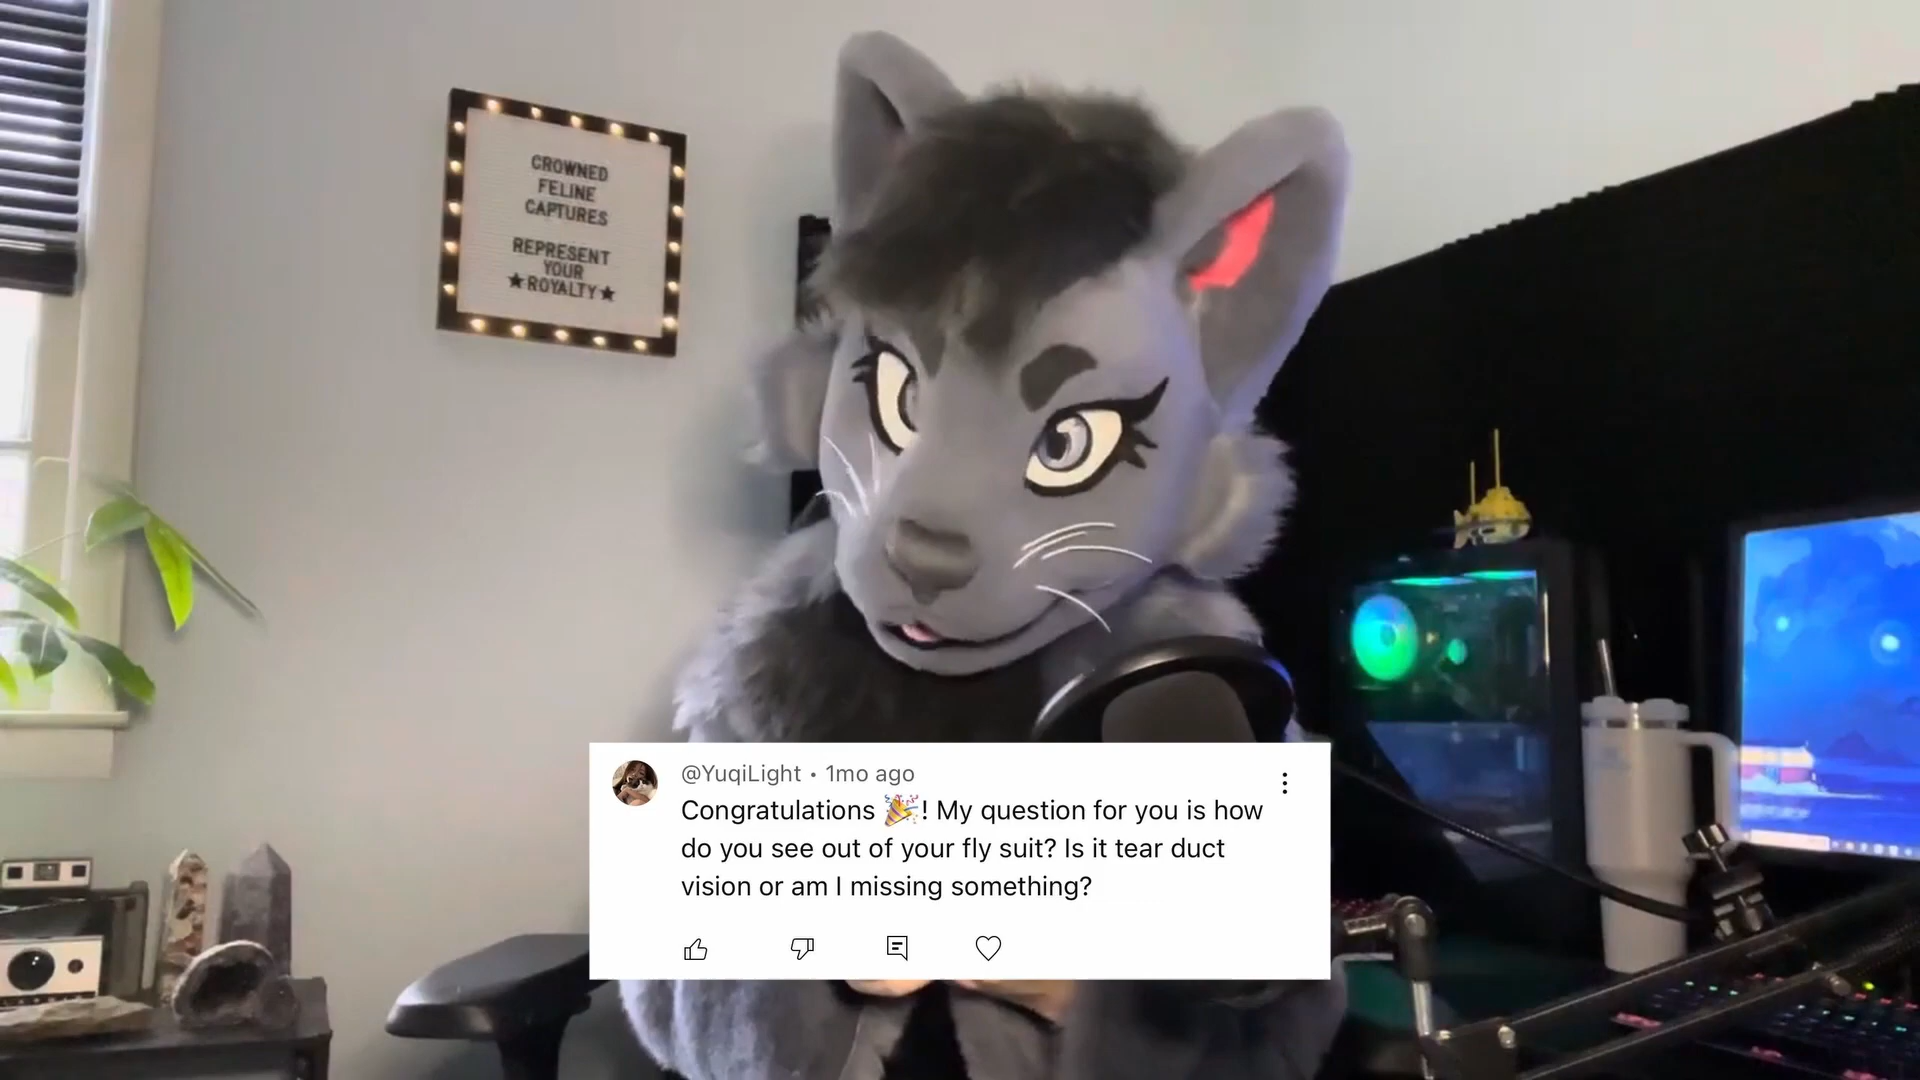 CROWNED
FELINE
CAPTURES
REPRESENT
YOUR
★ROYALTY★
@YuqiLight • 1mo ago
Congratulations 🎉! My question for you is how
do you see out of your fly suit? Is it tear duct
vision or am I missing something?